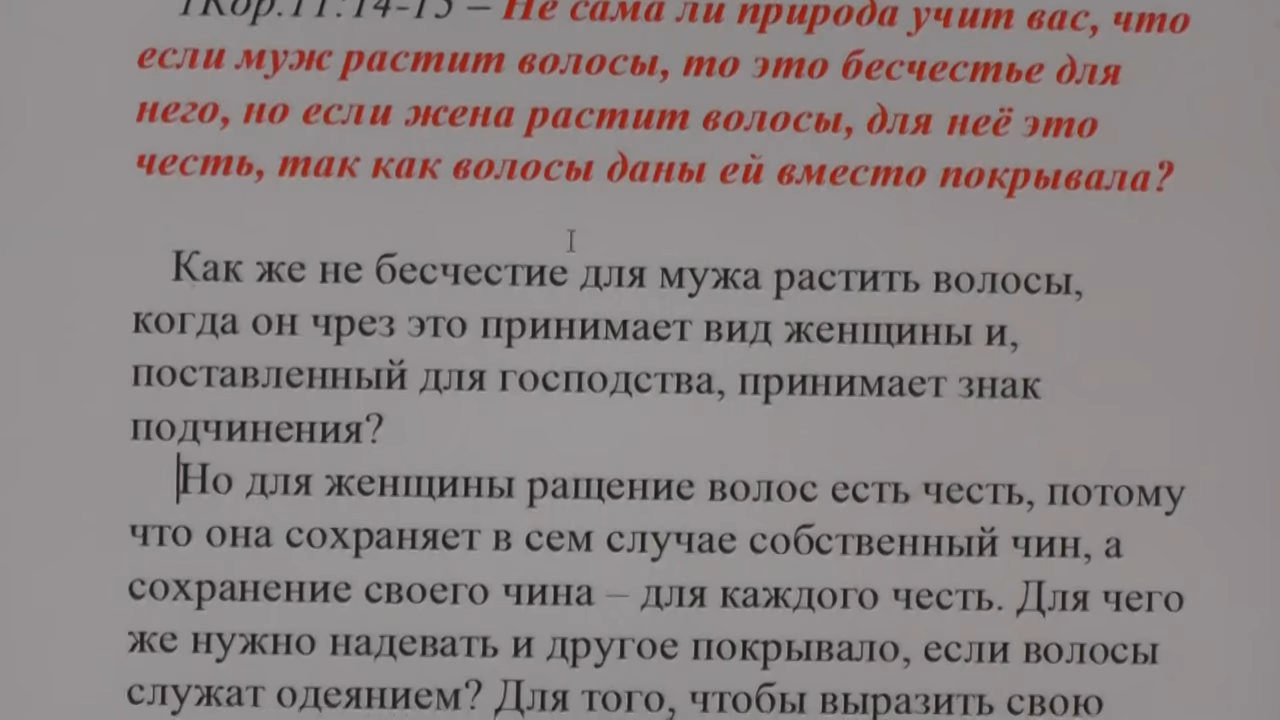 1Кор.11:14-15 – Не сама ли природа учит вас, что
если муж растит волосы, то это бесчестье для
него, но если жена растит волосы, для неё это
честь, так как волосы даны ей вместо покрывала?
Как же не бесчестие для мужа растить волосы,
когда он чрез это принимает вид женщины и,
поставленный для господства, принимает знак
подчинения?
Но для женщины ращение волос есть честь, потому
что она сохраняет в сем случае собственный чин, а
сохранение своего чина – для каждого честь. Для чего
же нужно надевать и другое покрывало, если волосы
служат одеянием? Для того, чтобы выразить свою